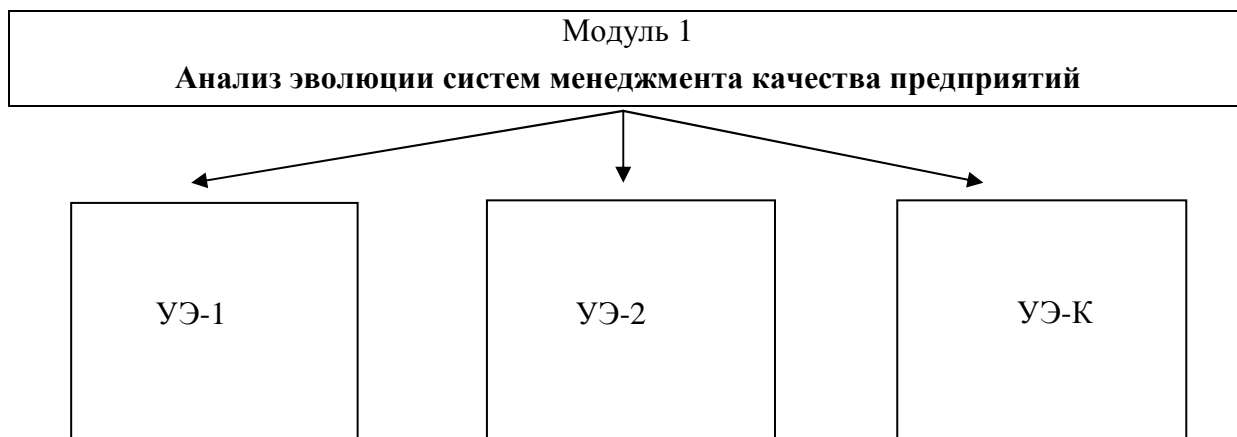 Модуль 1
Анализ эволюции систем менеджмента качества предприятий
УЭ-1
УЭ-2
УЭ-К